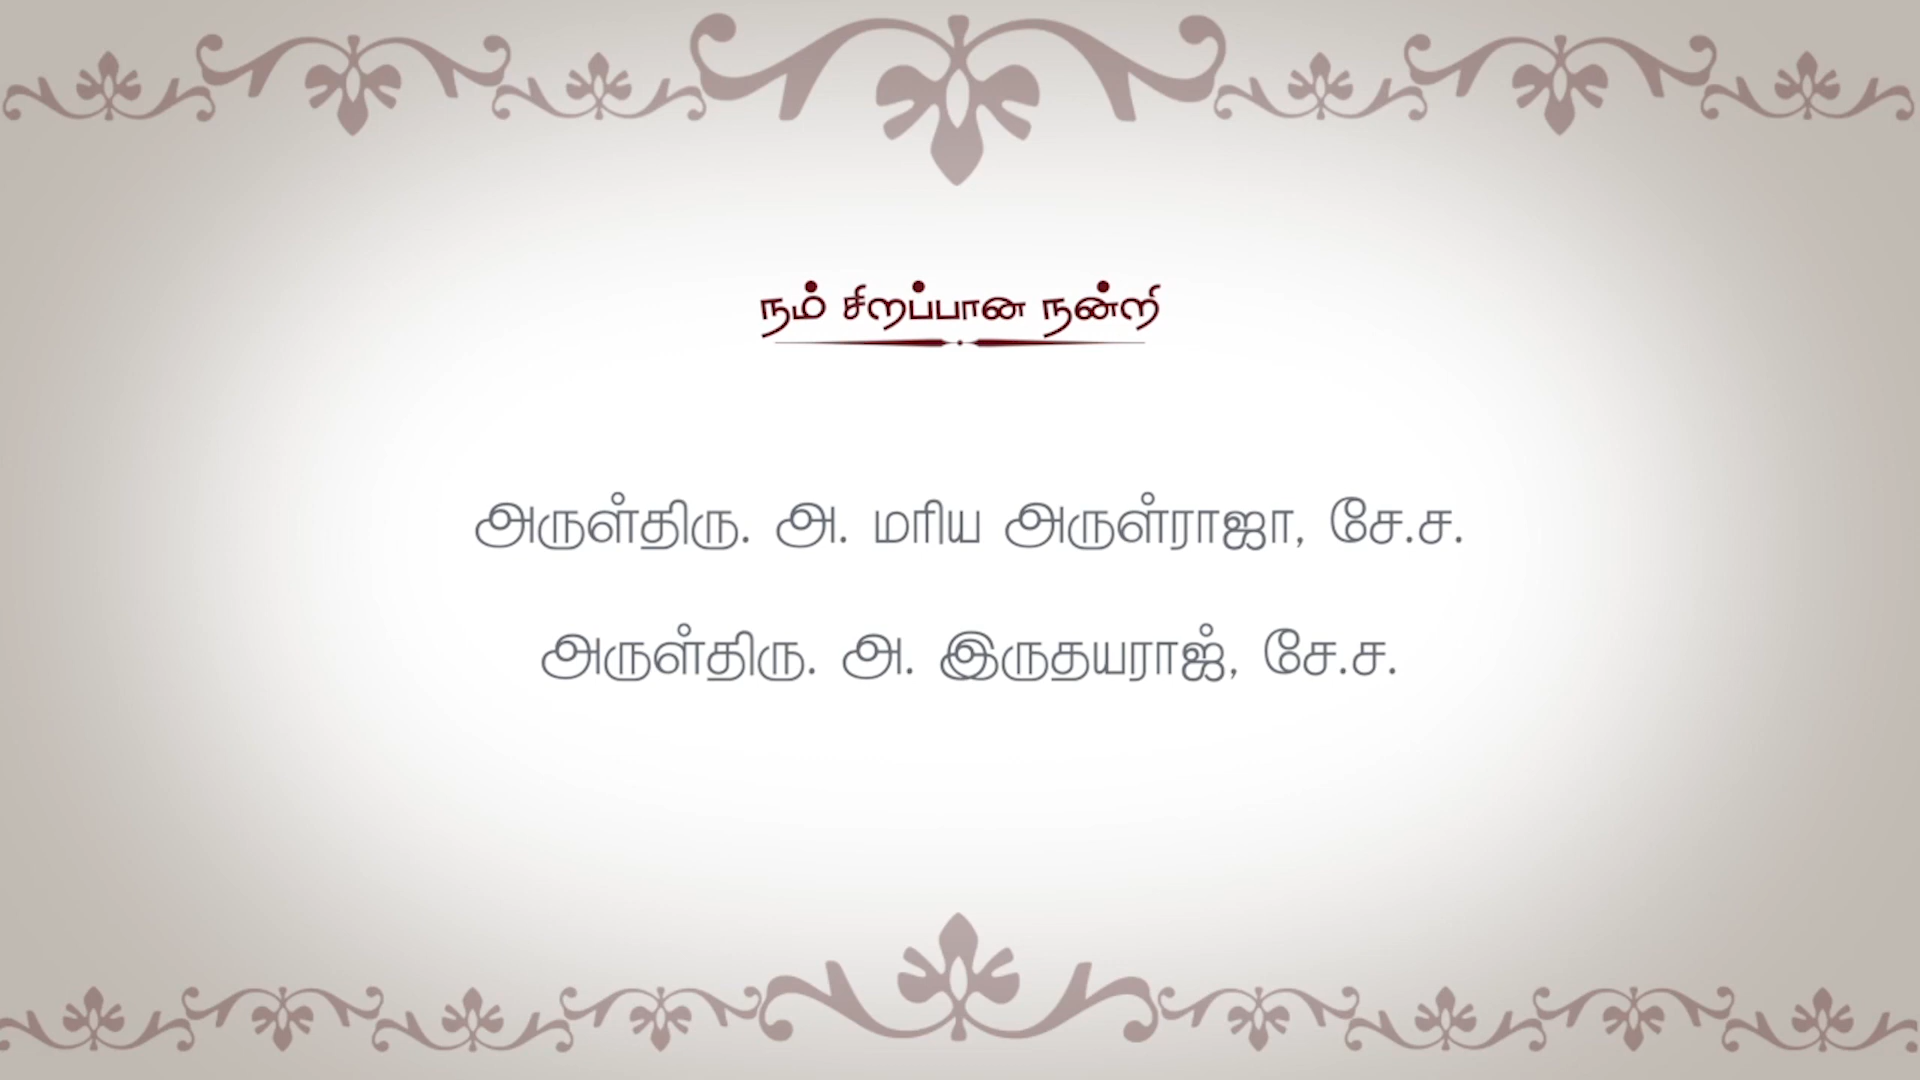 நம் சிறப்பான நன்றி
அருள்திரு. அ. மரிய அருள்ராஜா, சே.ச.
அருள்திரு. அ. இருதயராஜ், சே.ச.